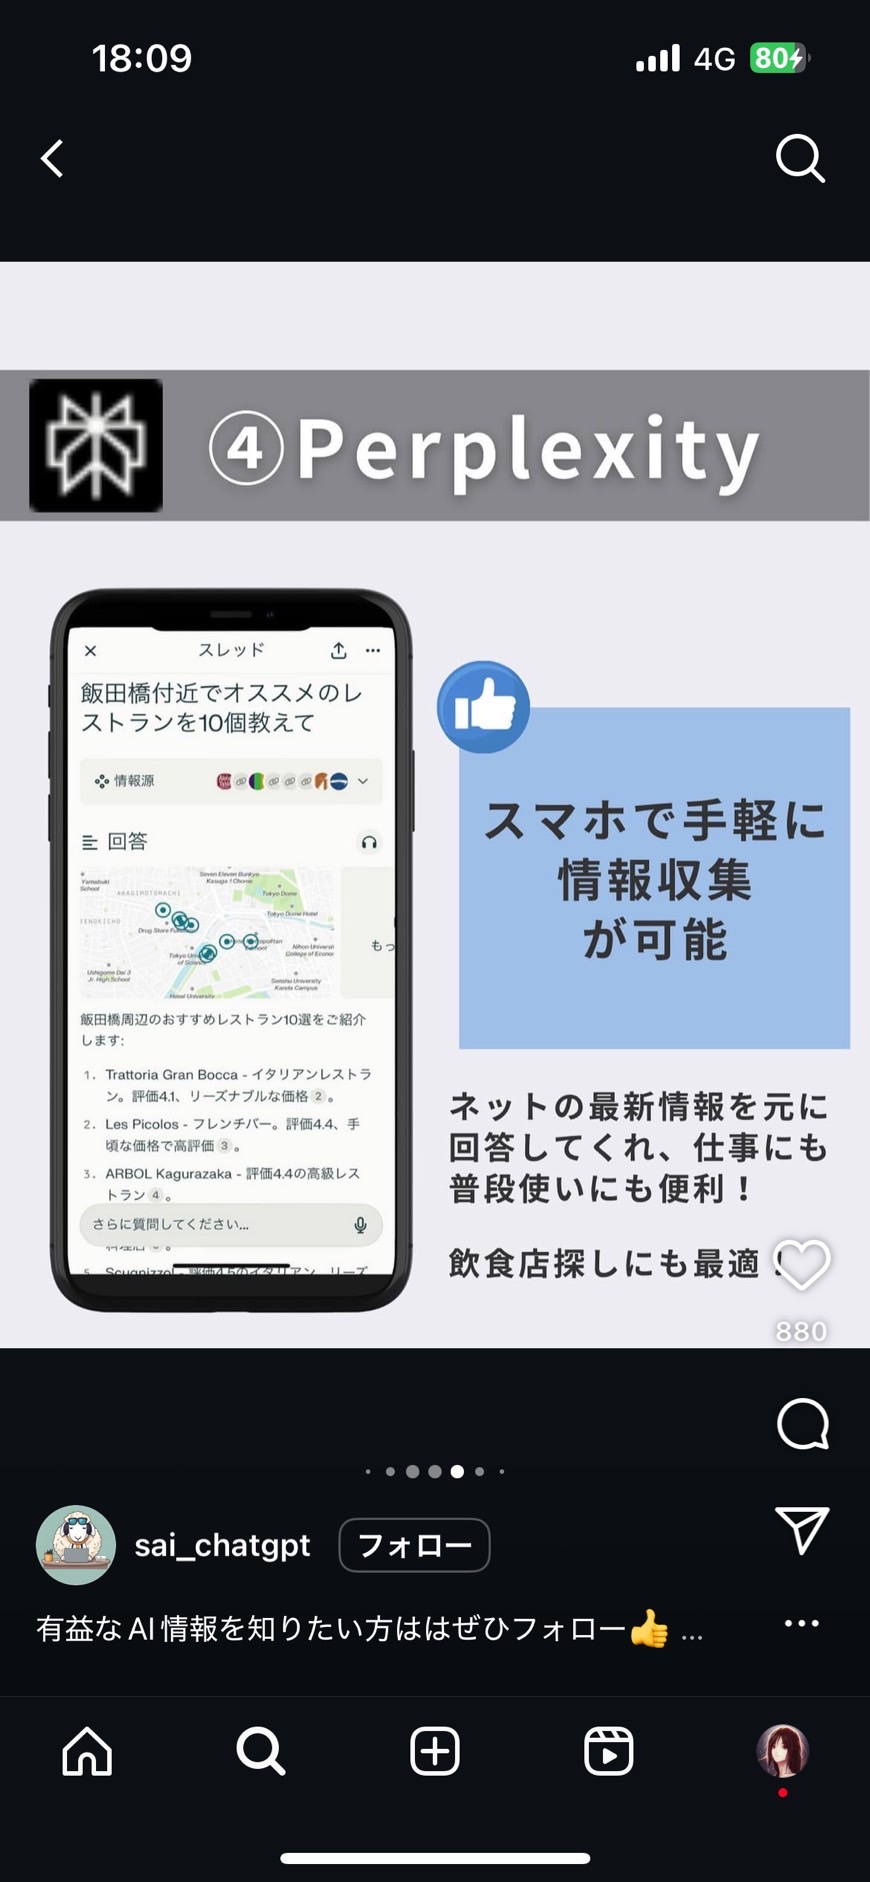 18:09
4G 80
④Perplexity
スレッド
飯田橋付近でオススメのレ
ストランを10個教えて
情報源
回答
Yamabuki
School
AKAGIMOTOMACHI
Seven Eleven Bunkyo
Kasuga 1 Chome
Tokyo Dome
Tokyo Dome Hotel
Drug Store
Tokyo
of Science
Nihon Universi
College of Econor
Ushigome Dai 3
Jr. High School
Senshu University
Kanda Campus
Hosei University
もっ
飯田橋周辺のおすすめレストラン10選をご紹介
します:
1. Trattoria Gran Bocca - イタリアンレストラ
ン。評価4.1、リーズナブルな価格 2 。
2. Les Picolos - フレンチバー。評価4.4、手
頃な価格で高評価 3 。
3. ARBOL Kagurazaka - 評価4.4の高級レス
トラン 4 。
さらに質問してください...
5. Scugnizzo! - 評価4.5のイタリアン、リーズ
スマホで手軽に
情報収集
が可能
ネットの最新情報を元に
回答してくれ、仕事にも
普段使いにも便利！
飲食店探しにも最適！
880
sai_chatgpt フォロー
有益なAI情報を知りたい方ははぜひフォロー👍 ...